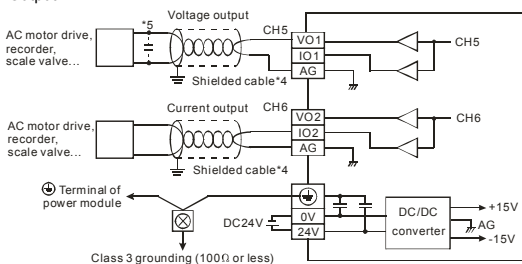 Voltage output
*5
AC motor drive,
recorder,
scale valve...
CH5
VO1
IO1
AG
CH5
Shielded cable*4
Current output
AC motor drive,
recorder,
scale valve...
CH6
VO2
IO2
AG
CH6
Shielded cable*4
Terminal of
power module
DC24V
0V
24V
DC/DC
converter
+15V
AG
-15V
Class 3 grounding (100Ω or less)